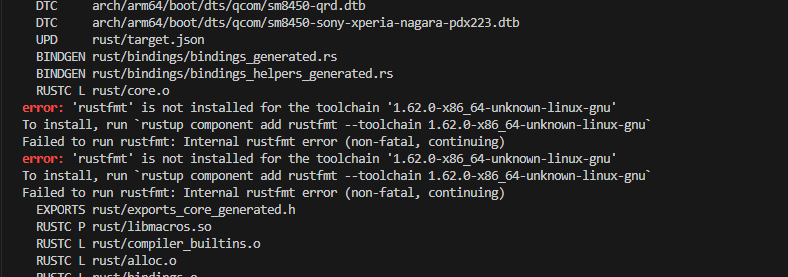 DTC     arch/arm64/boot/dts/qcom/sm8450-qrd.dtb
DTC     arch/arm64/boot/dts/qcom/sm8450-sony-xperia-nagara-pdx223.dtb
UPD     rust/target.json
BINDGEN rust/bindings/bindings_generated.rs
BINDGEN rust/bindings/bindings_helpers_generated.rs
RUSTC L rust/core.o
error: 'rustfmt' is not installed for the toolchain '1.62.0-x86_64-unknown-linux-gnu'
To install, run `rustup component add rustfmt --toolchain 1.62.0-x86_64-unknown-linux-gnu`
Failed to run rustfmt: Internal rustfmt error (non-fatal, continuing)
error: 'rustfmt' is not installed for the toolchain '1.62.0-x86_64-unknown-linux-gnu'
To install, run `rustup component add rustfmt --toolchain 1.62.0-x86_64-unknown-linux-gnu`
Failed to run rustfmt: Internal rustfmt error (non-fatal, continuing)
EXPORTS rust/exports_core_generated.h
RUSTC P rust/libmacros.so
RUSTC L rust/compiler_builtins.o
RUSTC L rust/alloc.o
RUSTC L rust/bindings.o